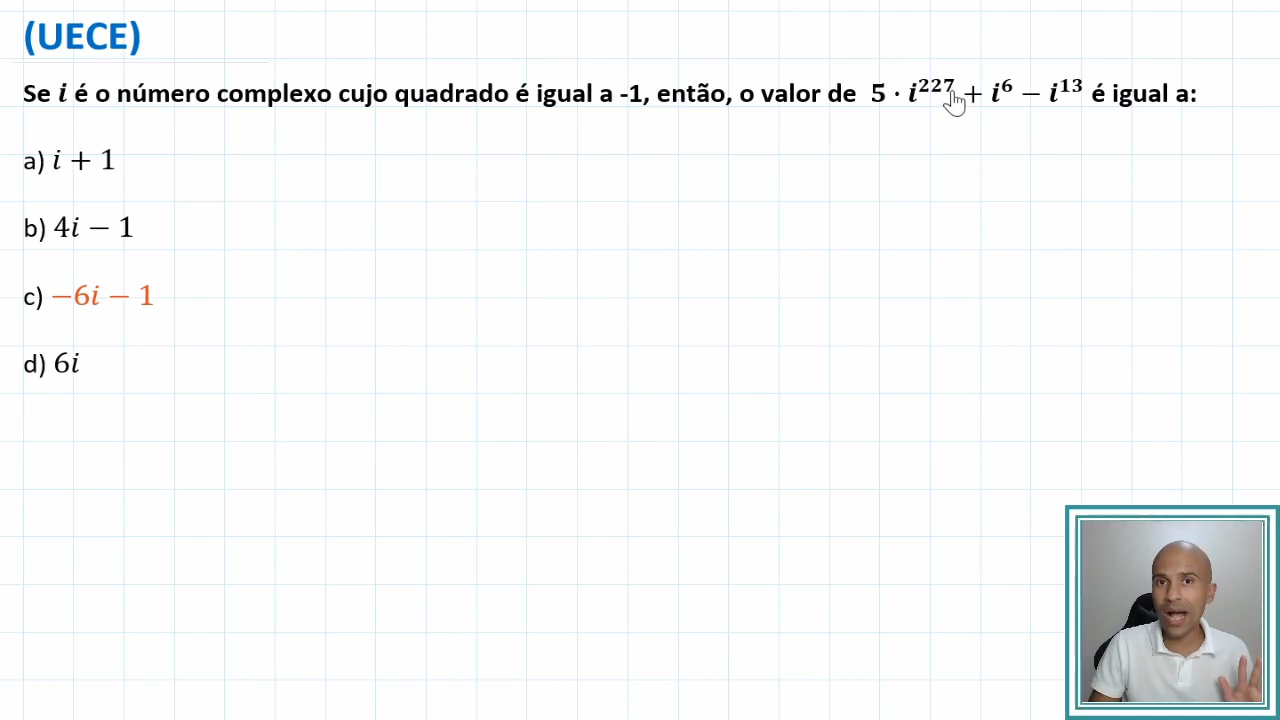 (UECE)
Se i é o número complexo cujo quadrado é igual a -1, então, o valor de 5 · i²²⁷ + i⁶ − i¹³ é igual a:
a) i + 1
b) 4i − 1
c) −6i − 1
d) 6i